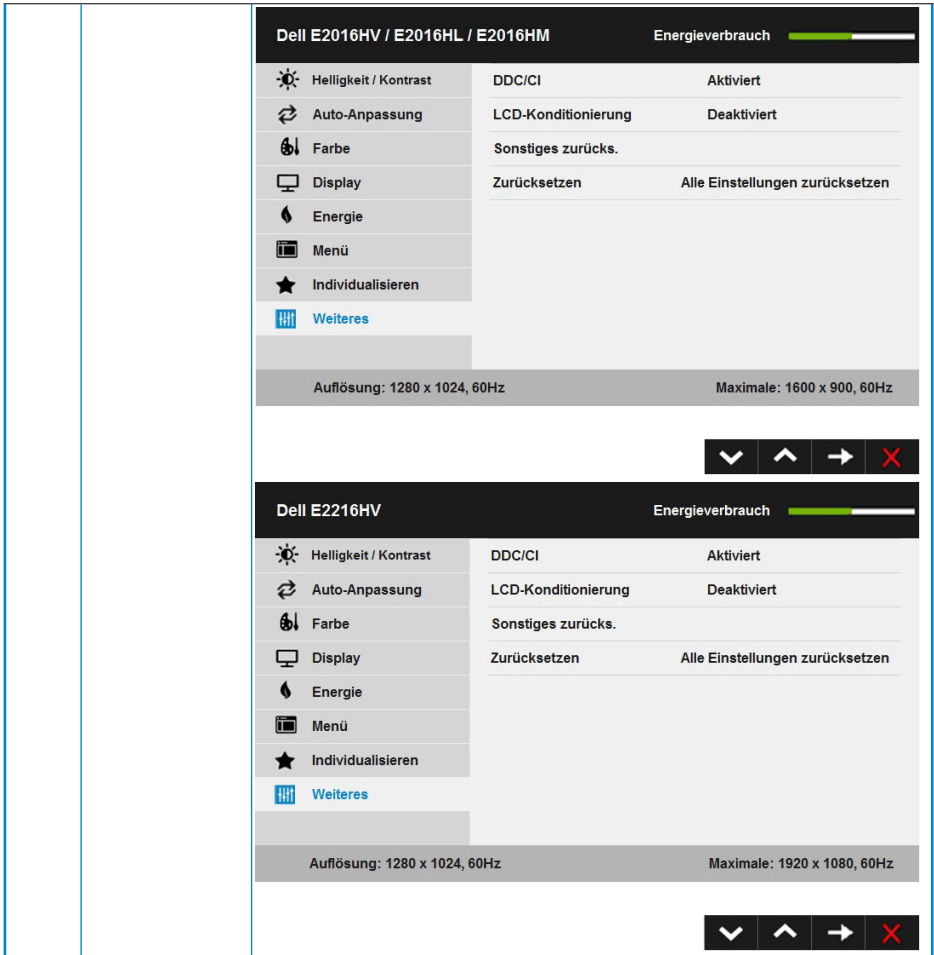 Dell E2016HV / E2016HL / E2016HM Energieverbrauch
Helligkeit / Kontrast DDC/CI Aktiviert
Auto-Anpassung LCD-Konditionierung Deaktiviert
Farbe Sonstiges zurücks.
Display Zurücksetzen Alle Einstellungen zurücksetzen
Energie
Menü
Individualisieren
Weiteres
Auflösung: 1280 x 1024, 60Hz Maximale: 1600 x 900, 60Hz
Dell E2216HV Energieverbrauch
Helligkeit / Kontrast DDC/CI Aktiviert
Auto-Anpassung LCD-Konditionierung Deaktiviert
Farbe Sonstiges zurücks.
Display Zurücksetzen Alle Einstellungen zurücksetzen
Energie
Menü
Individualisieren
Weiteres
Auflösung: 1280 x 1024, 60Hz Maximale: 1920 x 1080, 60Hz